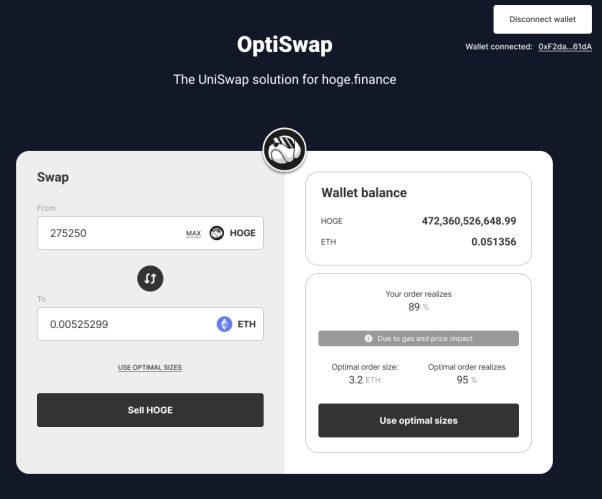 Disconnect wallet
Wallet connected: 0xF2da...61dA
OptiSwap
The UniSwap solution for hoge.finance
Swap
From
275250 MAX HOGE
To
0.00525299 ETH
USE OPTIMAL SIZES
Sell HOGE
Wallet balance
HOGE 472,360,526,648.99
ETH 0.051356
Your order realizes
89 %
Due to gas and price impact
Optimal order size: Optimal order realizes
3.2 ETH 95 %
Use optimal sizes